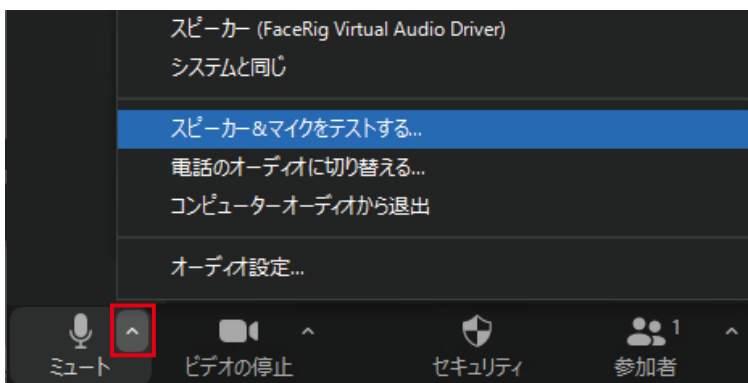 スピーカー (FaceRig Virtual Audio Driver)
システムと同じ
スピーカー&マイクをテストする...
電話のオーディオに切り替える...
コンピューターオーディオから退出
オーディオ設定...
ミュート ビデオの停止 セキュリティ 参加者 1